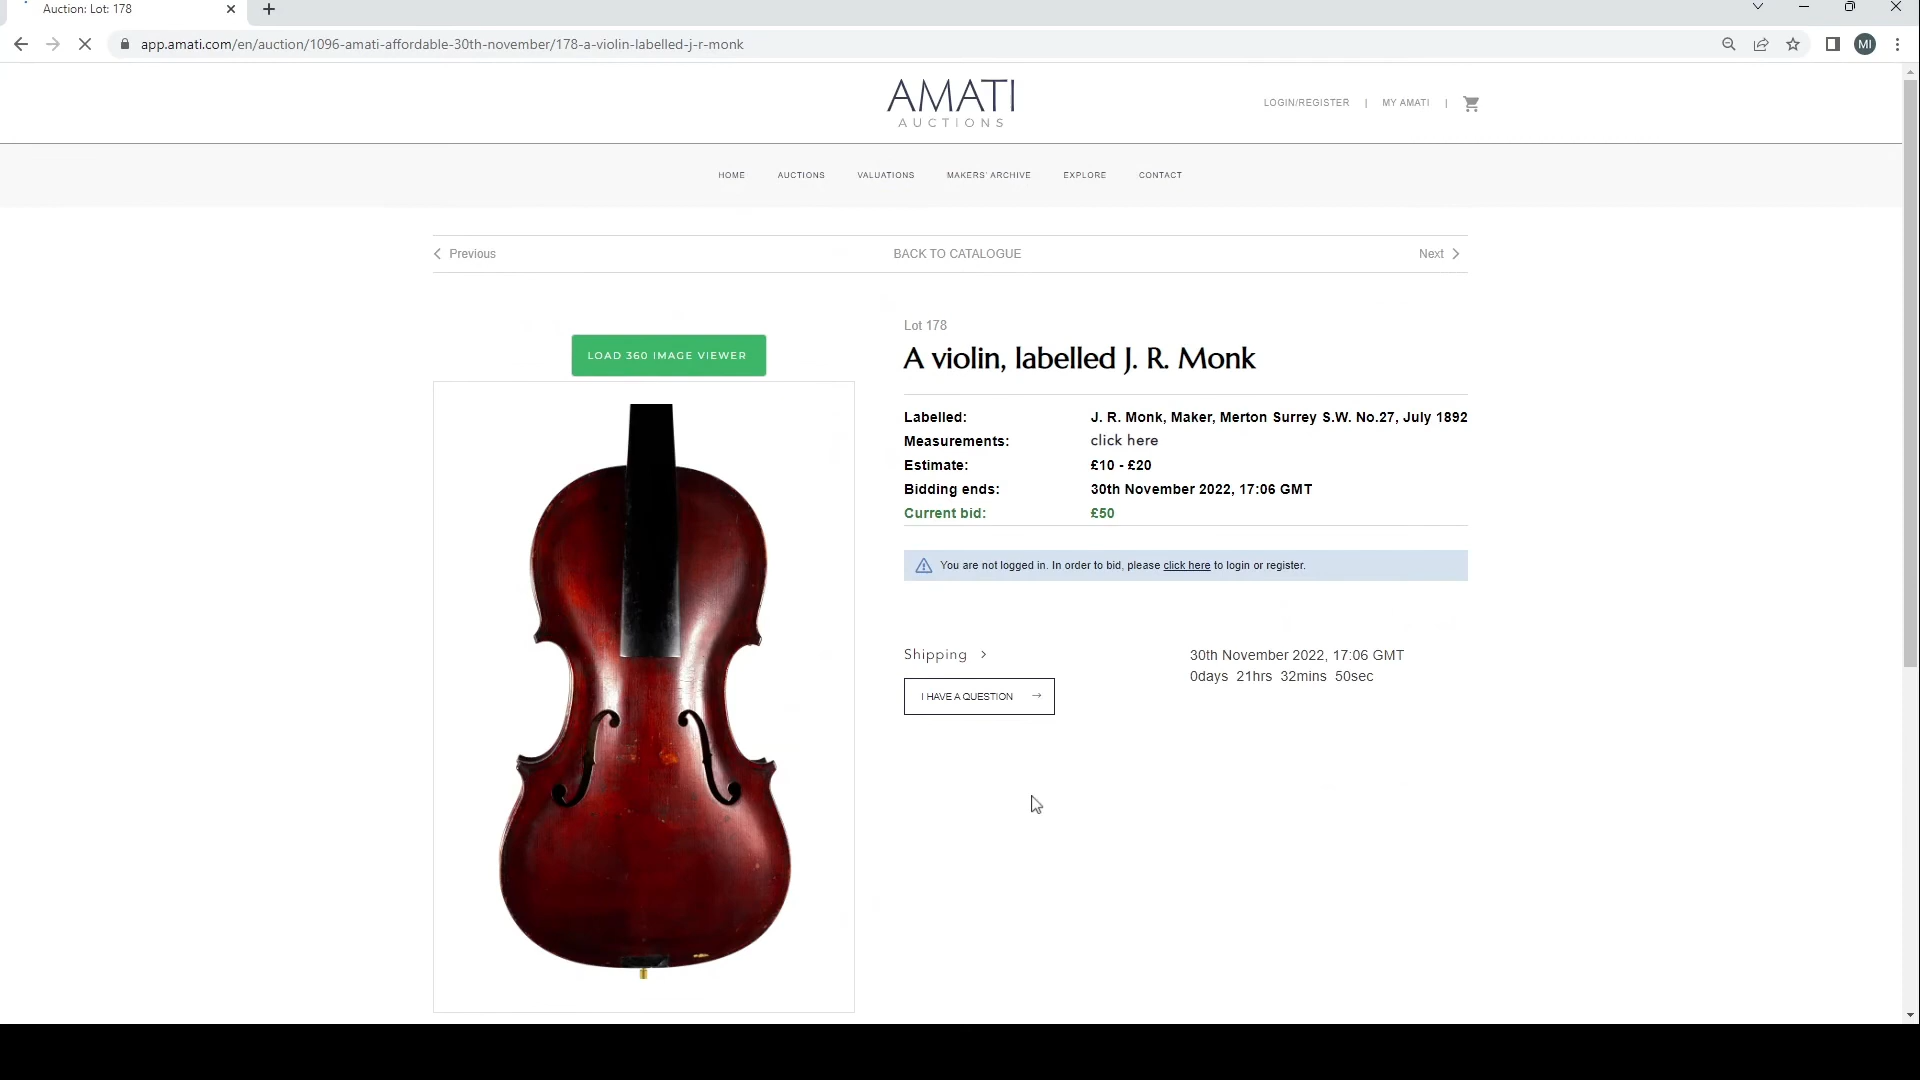 Auction: Lot: 178
app.amati.com/en/auction/1096-amati-affordable-30th-november/178-a-violin-labelled-j-r-monk
MI
AMATI
AUCTIONS
LOGIN/REGISTER | MY AMATI |
HOME AUCTIONS VALUATIONS MAKERS' ARCHIVE EXPLORE CONTACT
Previous BACK TO CATALOGUE Next
LOAD 360 IMAGE VIEWER
Lot 178
A violin, labelled J. R. Monk
Labelled: J. R. Monk, Maker, Merton Surrey S.W. No.27, July 1892
Measurements: click here
Estimate: £10 - £20
Bidding ends: 30th November 2022, 17:06 GMT
Current bid: £50
You are not logged in. In order to bid, please click here to login or register.
Shipping
30th November 2022, 17:06 GMT
0days 21hrs 32mins 50sec
I HAVE A QUESTION